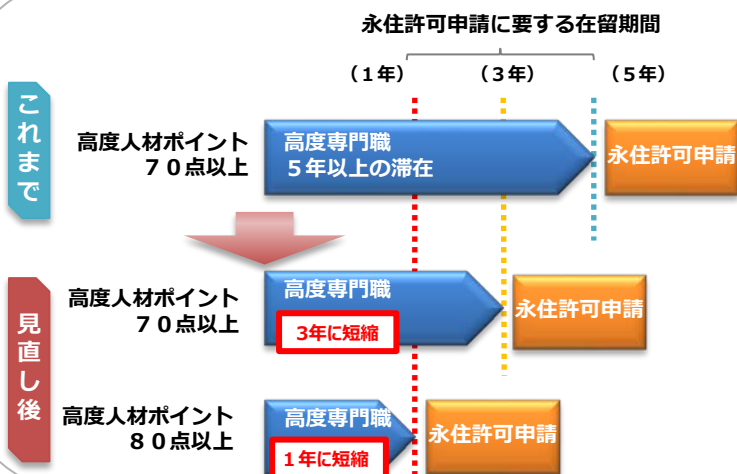 永住許可申請に要する在留期間
（１年）
（３年）
（５年）
これまで
高度人材ポイント
７０点以上
高度専門職
５年以上の滞在
永住許可申請
見直し後
高度人材ポイント
７０点以上
高度専門職
3年に短縮
永住許可申請
高度人材ポイント
８０点以上
高度専門職
１年に短縮
永住許可申請